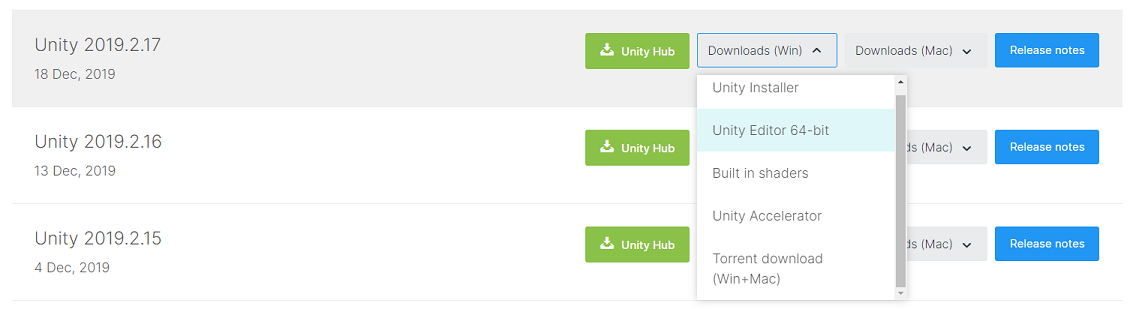 Unity 2019.2.17
18 Dec, 2019
Unity Hub
Downloads (Win)
Downloads (Mac)
Release notes
Unity Installer
Unity Editor 64-bit
Built in shaders
Unity Accelerator
Torrent download
(Win+Mac)
Unity 2019.2.16
13 Dec, 2019
Unity Hub
(Mac)
Release notes
Unity 2019.2.15
4 Dec, 2019
Unity Hub
(Mac)
Release notes